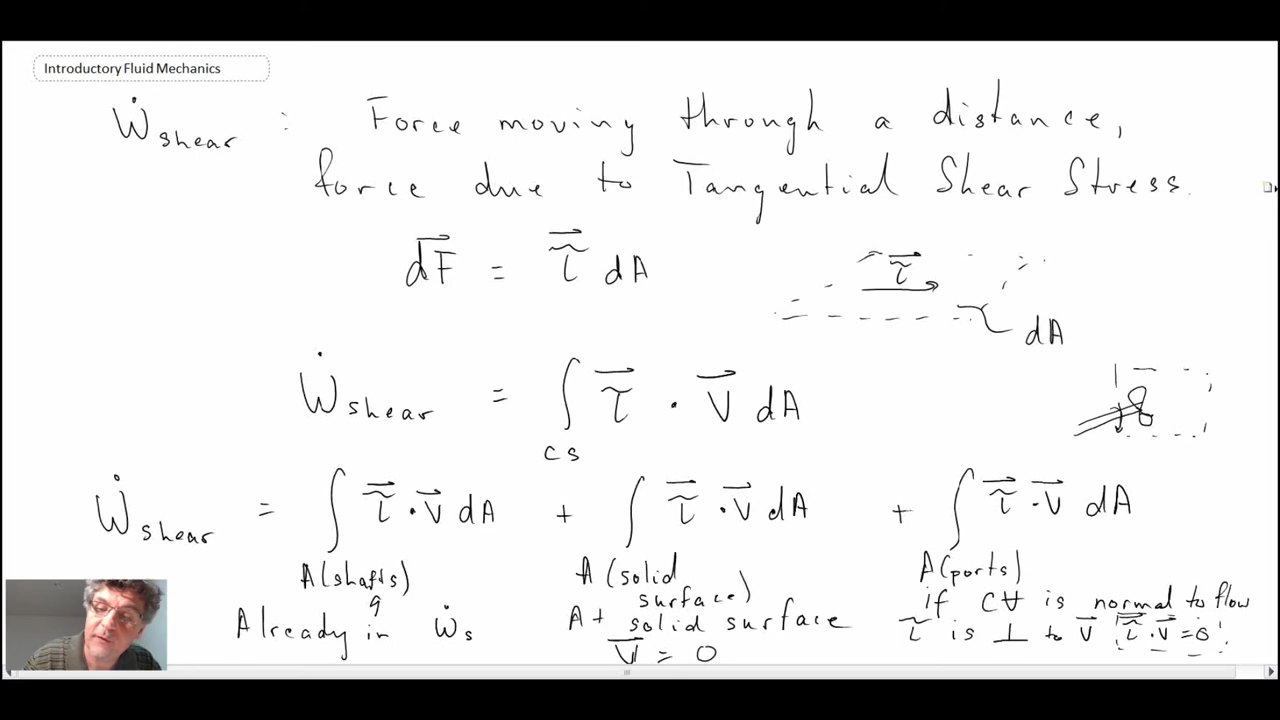 Introductory Fluid Mechanics
Ẇshear : Force moving through a distance,
force due to Tangential Shear Stress.
dF⃗ = τ⃗ dA
τ⃗
dA
Ẇshear = ∫cs τ⃗ · V⃗ dA
Ẇshear = ∫ τ⃗ · V⃗ dA + ∫ τ⃗ · V⃗ dA + ∫ τ⃗ · V⃗ dA
A(shafts) A(solid surface) A(ports)
Already in Ẇs
At solid surface
V⃗ = 0
if C∀ is normal to flow
τ⃗ is ⊥ to V⃗ τ⃗ · V⃗ = 0